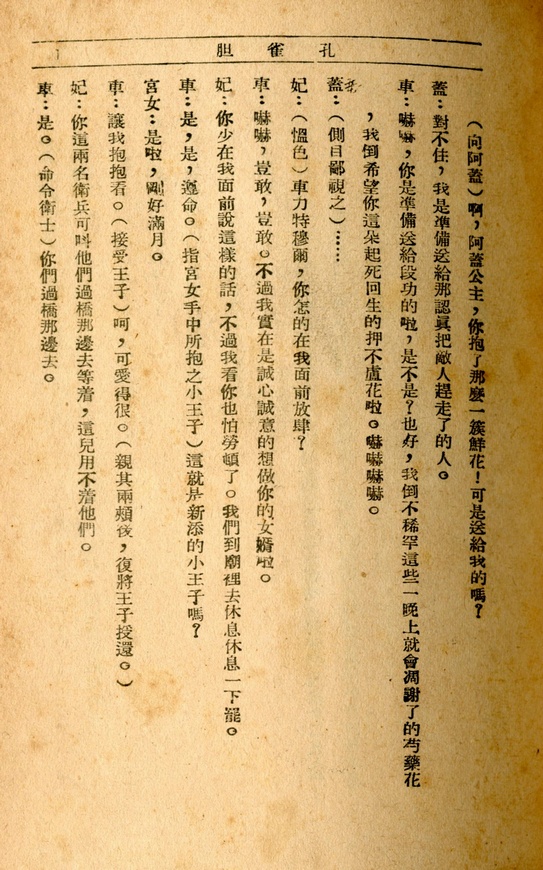 孔雀胆
（向阿蓋）啊，阿蓋公主，你抱了那麼一簇鮮花！可是送給我的嗎？
蓋：對不住，我是準備送給那認眞把敵人趕走了的人。
車：嚇嚇，你是準備送給段功的啦，是不是？也好，我倒不稀罕這些一晚上就會凋謝了的芍藥花
，我倒希望你這朵起死回生的押不盧花啦。嚇嚇嚇嚇。
蓋：（側目鄙視之）……
妃：（慍色）車力特穆爾，你怎的在我面前放肆？
車：嚇嚇，豈敢，豈敢。不過我實在是誠心誠意的想做你的女婿啦。
妃：你少在我面前說這樣的話，不過我看你也怕勞頓了。我們到廟裡去休息休息一下罷。
車：是，是，遵命。（指宮女手中所抱之小王子）這就是新添的小王子嗎？
宮女：是啦，剛好滿月。
車：讓我抱抱看。（接受王子）呵，可愛得很。（親其兩頰後，復將王子授還。）
妃：你這兩名衛兵可呌他們過橋那邊去等着，這兒用不着他們。
車：是。（命令衛士）你們過橋那邊去。